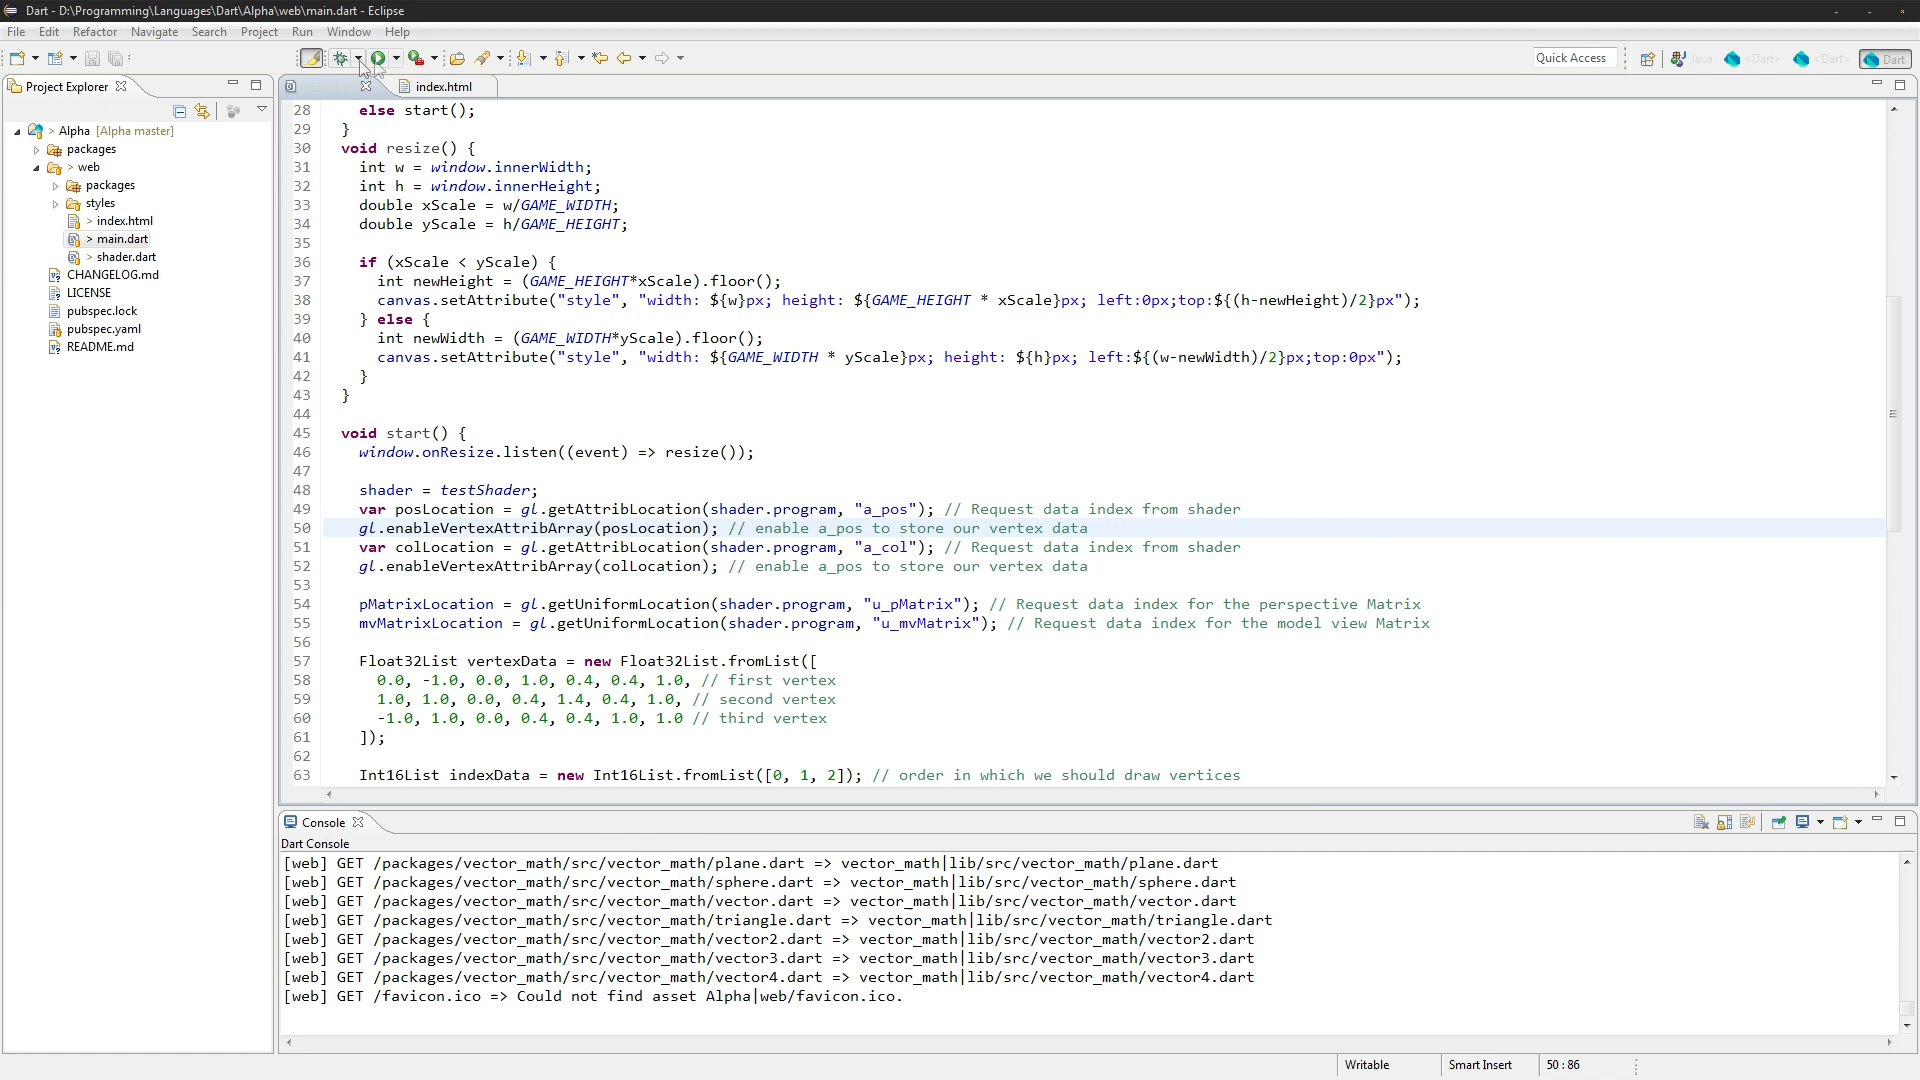 Dart - D:\Programming\Languages\Dart\Alpha\web\main.dart - Eclipse
File Edit Refactor Navigate Search Project Run Window Help
Quick Access
Java <Dart> <Dart> Dart
Project Explorer
> Alpha [Alpha master]
packages
> web
packages
styles
> index.html
> main.dart
> shader.dart
CHANGELOG.md
LICENSE
pubspec.lock
pubspec.yaml
README.md
index.html
28 else start();
29 }
30 void resize() {
31 int w = window.innerWidth;
32 int h = window.innerHeight;
33 double xScale = w/GAME_WIDTH;
34 double yScale = h/GAME_HEIGHT;
35
36 if (xScale < yScale) {
37 int newHeight = (GAME_HEIGHT*xScale).floor();
38 canvas.setAttribute("style", "width: ${w}px; height: ${GAME_HEIGHT * xScale}px; left:0px;top:${(h-newHeight)/2}px");
39 } else {
40 int newWidth = (GAME_WIDTH*yScale).floor();
41 canvas.setAttribute("style", "width: ${GAME_WIDTH * yScale}px; height: ${h}px; left:${(w-newWidth)/2}px;top:0px");
42 }
43 }
44
45 void start() {
46 window.onResize.listen((event) => resize());
47
48 shader = testShader;
49 var posLocation = gl.getAttribLocation(shader.program, "a_pos"); // Request data index from shader
50 gl.enableVertexAttribArray(posLocation); // enable a_pos to store our vertex data
51 var colLocation = gl.getAttribLocation(shader.program, "a_col"); // Request data index from shader
52 gl.enableVertexAttribArray(colLocation); // enable a_pos to store our vertex data
53
54 pMatrixLocation = gl.getUniformLocation(shader.program, "u_pMatrix"); // Request data index for the perspective Matrix
55 mvMatrixLocation = gl.getUniformLocation(shader.program, "u_mvMatrix"); // Request data index for the model view Matrix
56
57 Float32List vertexData = new Float32List.fromList([
58 0.0, -1.0, 0.0, 1.0, 0.4, 0.4, 1.0, // first vertex
59 1.0, 1.0, 0.0, 0.4, 1.4, 0.4, 1.0, // second vertex
60 -1.0, 1.0, 0.0, 0.4, 0.4, 1.0, 1.0 // third vertex
61 ]);
62
63 Int16List indexData = new Int16List.fromList([0, 1, 2]); // order in which we should draw vertices
Console
Dart Console
[web] GET /packages/vector_math/src/vector_math/plane.dart => vector_math|lib/src/vector_math/plane.dart
[web] GET /packages/vector_math/src/vector_math/sphere.dart => vector_math|lib/src/vector_math/sphere.dart
[web] GET /packages/vector_math/src/vector_math/vector.dart => vector_math|lib/src/vector_math/vector.dart
[web] GET /packages/vector_math/src/vector_math/triangle.dart => vector_math|lib/src/vector_math/triangle.dart
[web] GET /packages/vector_math/src/vector_math/vector2.dart => vector_math|lib/src/vector_math/vector2.dart
[web] GET /packages/vector_math/src/vector_math/vector3.dart => vector_math|lib/src/vector_math/vector3.dart
[web] GET /packages/vector_math/src/vector_math/vector4.dart => vector_math|lib/src/vector_math/vector4.dart
[web] GET /favicon.ico => Could not find asset Alpha|web/favicon.ico.
Writable Smart Insert 50 : 86